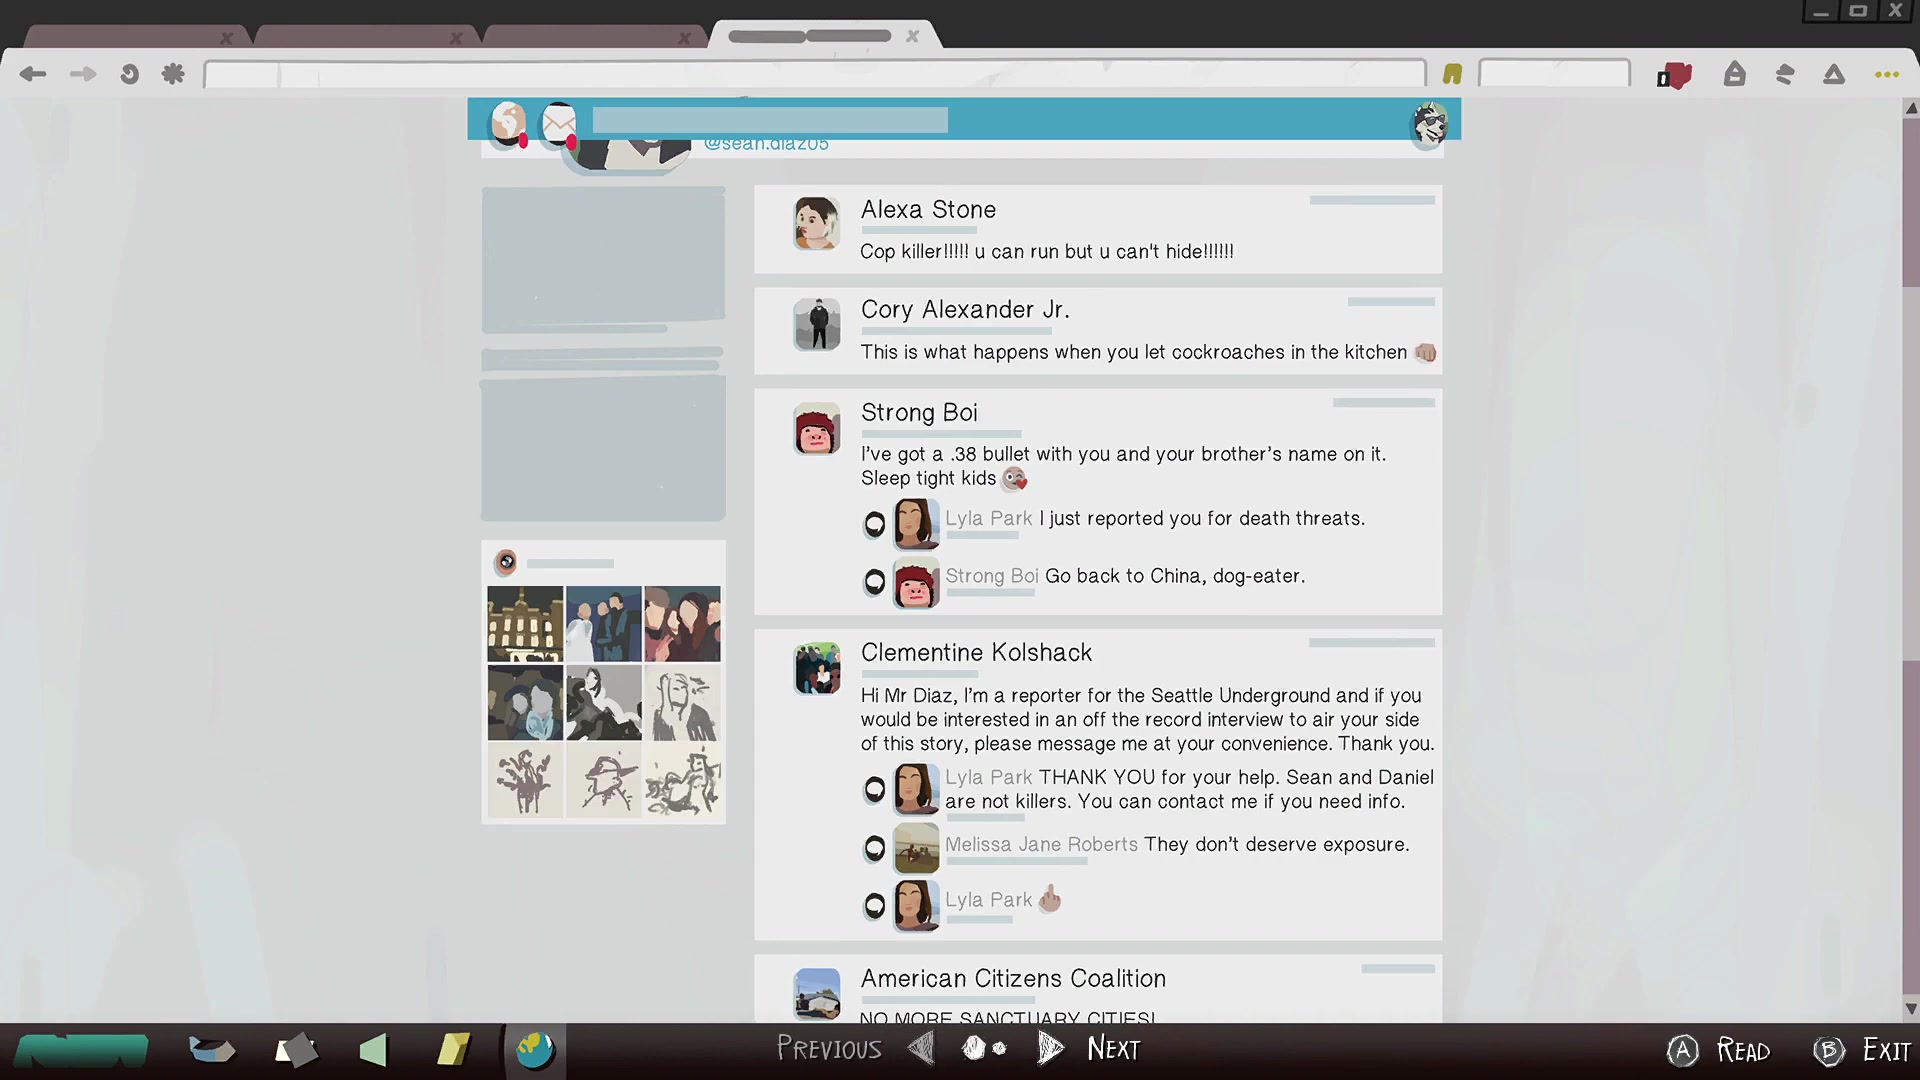 @sean.diaz05
Alexa Stone
Cop killer!!!!! u can run but u can't hide!!!!!!
Cory Alexander Jr.
This is what happens when you let cockroaches in the kitchen
Strong Boi
I've got a .38 bullet with you and your brother's name on it.
Sleep tight kids
Lyla Park I just reported you for death threats.
Strong Boi Go back to China, dog-eater.
Clementine Kolshack
Hi Mr Diaz, I'm a reporter for the Seattle Underground and if you
would be interested in an off the record interview to air your side
of this story, please message me at your convenience. Thank you.
Lyla Park THANK YOU for your help. Sean and Daniel
are not killers. You can contact me if you need info.
Melissa Jane Roberts They don't deserve exposure.
Lyla Park
American Citizens Coalition
NO MORE SANCTUARY CITIES!
PREVIOUS NEXT
A READ B EXIT